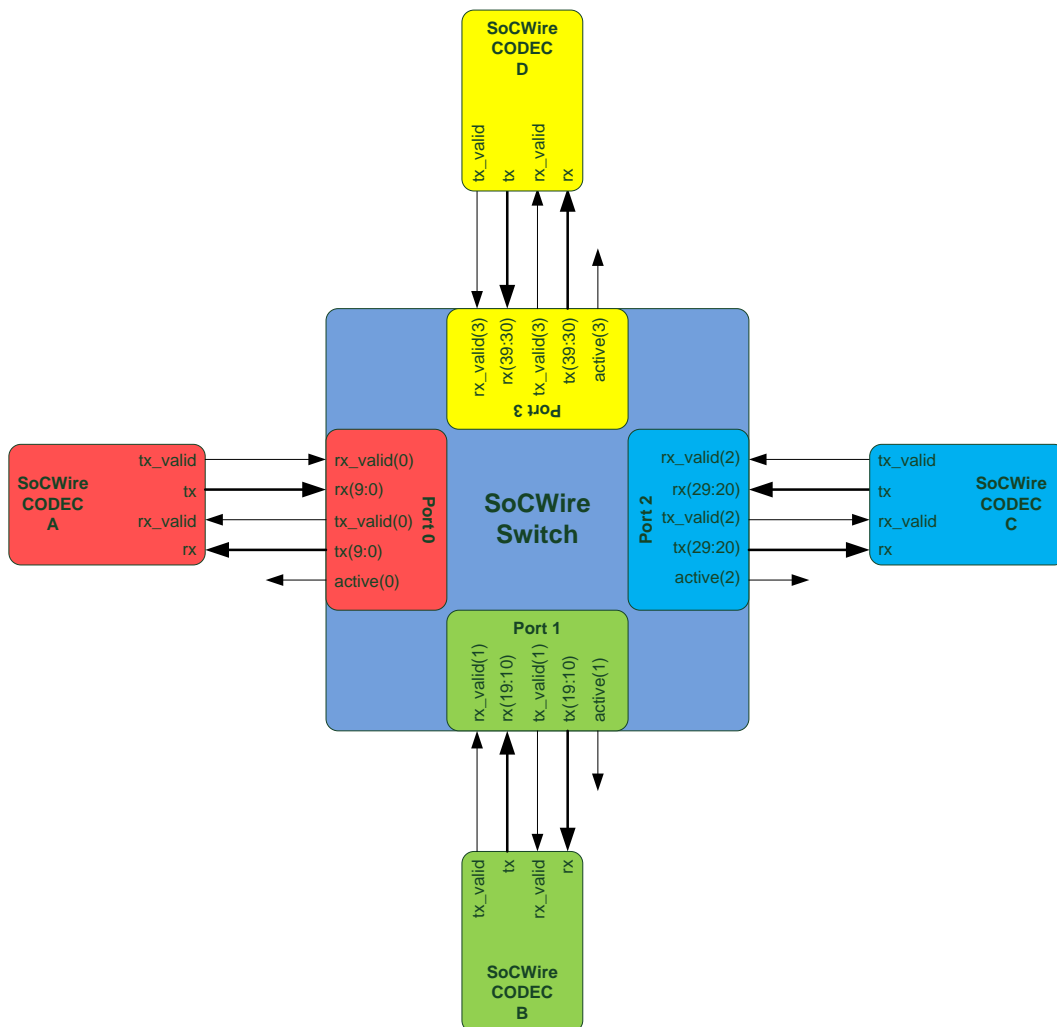 SoCWire
CODEC
D
tx_valid
tx
rx_valid
rx
rx_valid(3)
rx(39:30)
tx_valid(3)
tx(39:30)
active(3)
Port 3
SoCWire
CODEC
A
tx_valid
tx
rx_valid
rx
rx_valid(0)
rx(9:0)
tx_valid(0)
tx(9:0)
active(0)
Port 0
SoCWire
Switch
Port 2
rx_valid(2)
rx(29:20)
tx_valid(2)
tx(29:20)
active(2)
tx_valid
tx
rx_valid
rx
SoCWire
CODEC
C
Port 1
rx_valid(1)
rx(19:10)
tx_valid(1)
tx(19:10)
active(1)
tx_valid
tx
rx_valid
rx
SoCWire
CODEC
B